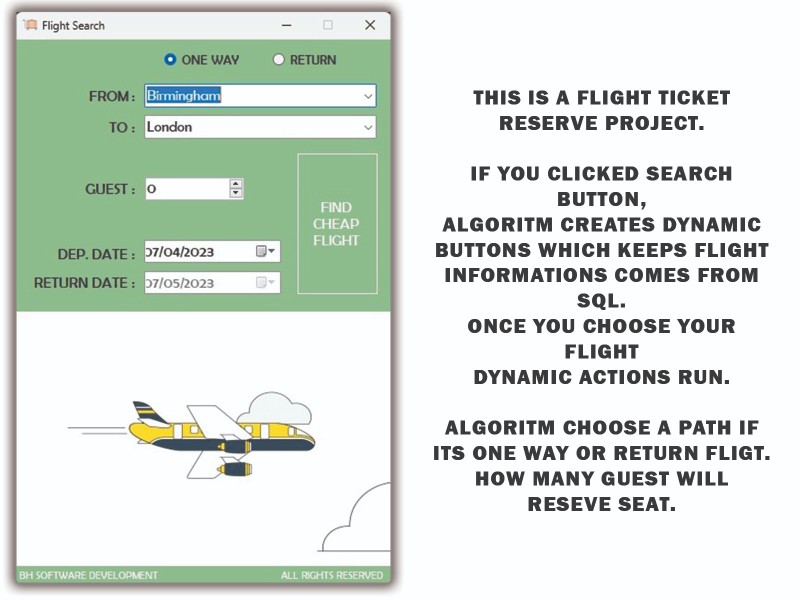 Flight Search
ONE WAY
RETURN
FROM :
Birmingham
TO :
London
GUEST :
0
FIND
CHEAP
FLIGHT
DEP. DATE :
07/04/2023
RETURN DATE :
07/05/2023
BH SOFTWARE DEVELOPMENT
ALL RIGHTS RESERVED
THIS IS A FLIGHT TICKET
RESERVE PROJECT.
IF YOU CLICKED SEARCH
BUTTON,
ALGORITM CREATES DYNAMIC
BUTTONS WHICH KEEPS FLIGHT
INFORMATIONS COMES FROM
SQL.
ONCE YOU CHOOSE YOUR
FLIGHT
DYNAMIC ACTIONS RUN.
ALGORITM CHOOSE A PATH IF
ITS ONE WAY OR RETURN FLIGT.
HOW MANY GUEST WILL
RESEVE SEAT.